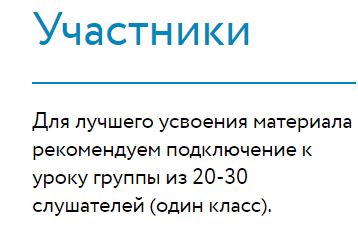 Участники
Для лучшего усвоения материала
рекомендуем подключение к
уроку группы из 20-30
слушателей (один класс).